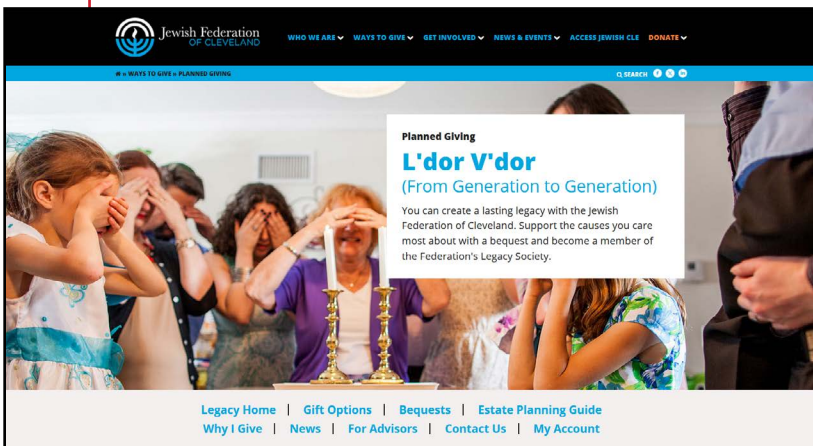 Jewish Federation
OF CLEVELAND
WHO WE ARE WAYS TO GIVE GET INVOLVED NEWS & EVENTS ACCESS JEWISH CLE DONATE
» WAYS TO GIVE » PLANNED GIVING
SEARCH
Planned Giving
L'dor V'dor
(From Generation to Generation)
You can create a lasting legacy with the Jewish
Federation of Cleveland. Support the causes you care
most about with a bequest and become a member of
the Federation's Legacy Society.
Legacy Home | Gift Options | Bequests | Estate Planning Guide
Why I Give | News | For Advisors | Contact Us | My Account